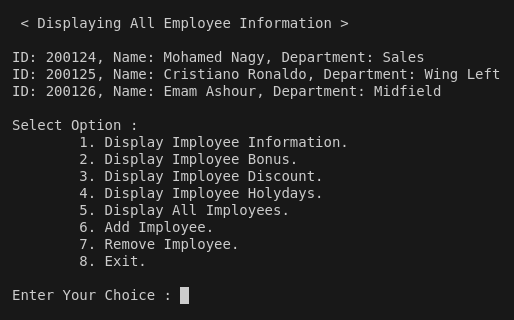 < Displaying All Employee Information >
ID: 200124, Name: Mohamed Nagy, Department: Sales
ID: 200125, Name: Cristiano Ronaldo, Department: Wing Left
ID: 200126, Name: Emam Ashour, Department: Midfield
Select Option :
1. Display Imployee Information.
2. Display Imployee Bonus.
3. Display Imployee Discount.
4. Display Imployee Holydays.
5. Display All Imployees.
6. Add Imployee.
7. Remove Imployee.
8. Exit.
Enter Your Choice :